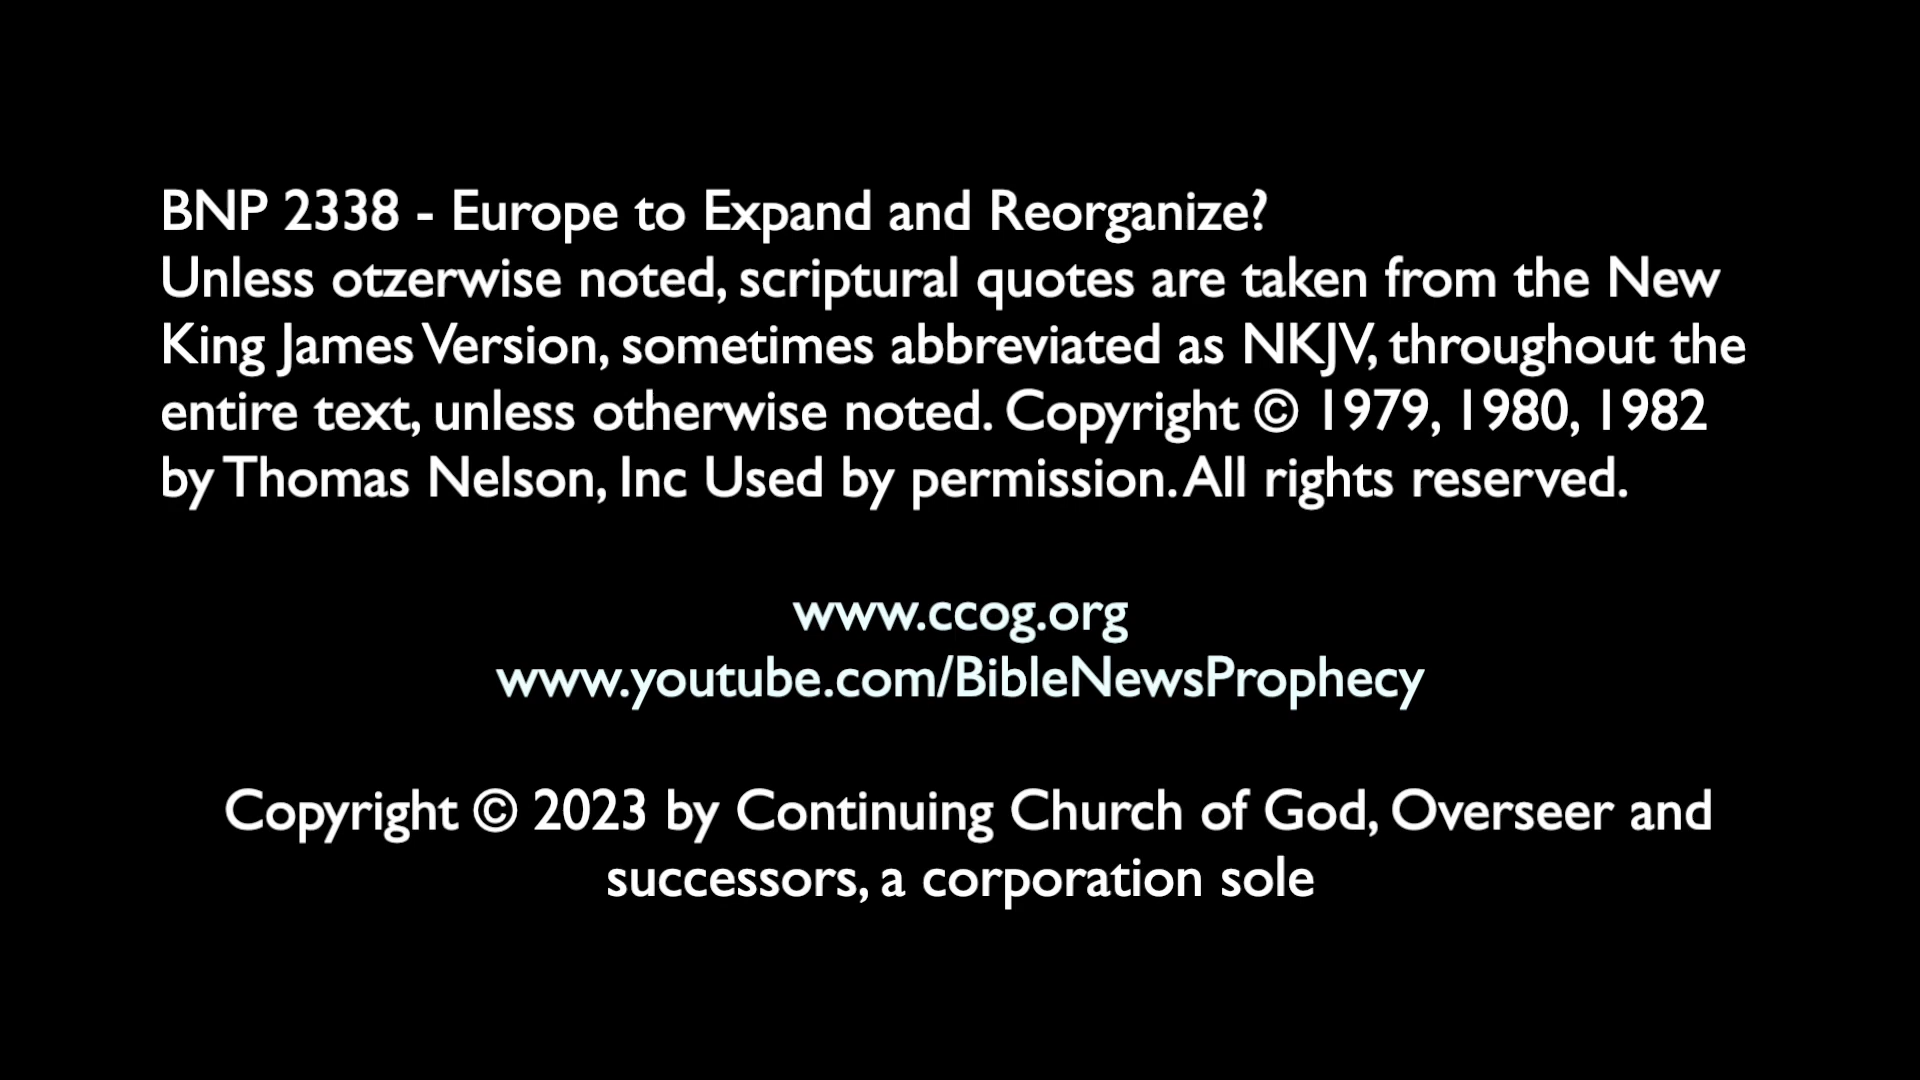 BNP 2338 - Europe to Expand and Reorganize?
Unless otzerwise noted, scriptural quotes are taken from the New
King James Version, sometimes abbreviated as NKJV, throughout the
entire text, unless otherwise noted. Copyright © 1979, 1980, 1982
by Thomas Nelson, Inc Used by permission. All rights reserved.
www.ccog.org
www.youtube.com/BibleNewsProphecy
Copyright © 2023 by Continuing Church of God, Overseer and
successors, a corporation sole